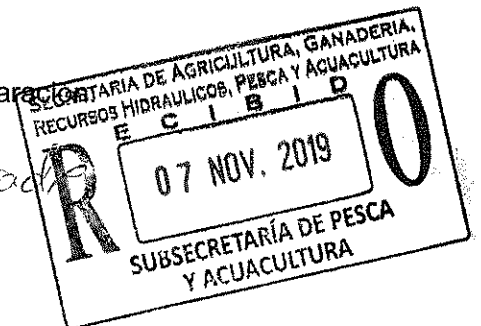 SECRETARIA DE AGRICULTURA, GANADERIA,
RECURSOS HIDRAULICOS, PESCA Y ACUACULTURA
R E C I B I D O
07 NOV. 2019
SUBSECRETARÍA DE PESCA
Y ACUACULTURA